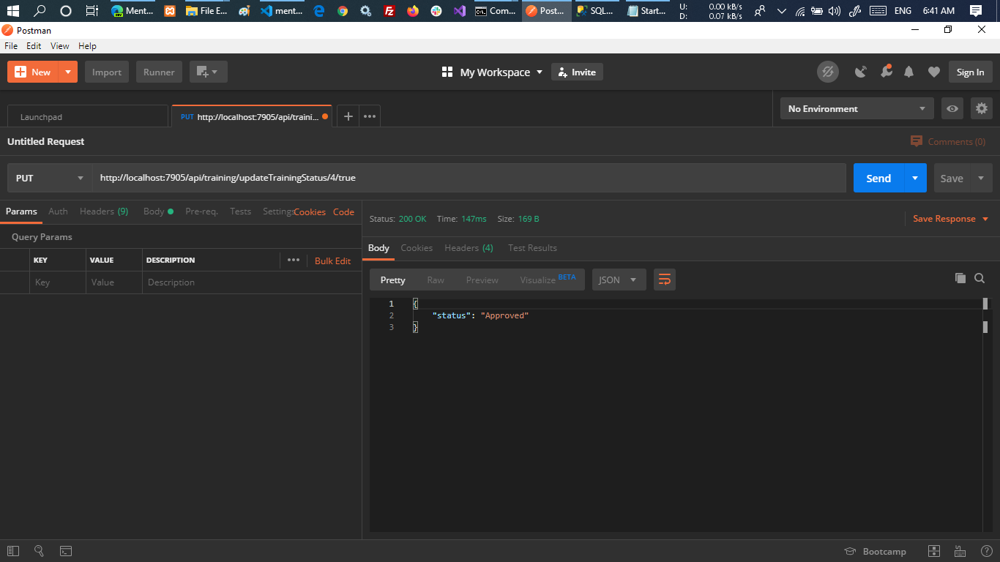 Ment... File E... ment... Com... Post... SQL... Start... U: 0.00 kB/s ENG 6:41 AM
D: 0.07 kB/s
Postman
File Edit View Help
New Import Runner My Workspace Invite Sign In
Launchpad PUT http://localhost:7905/api/traini... No Environment
Untitled Request Comments (0)
PUT http://localhost:7905/api/training/updateTrainingStatus/4/true Send Save
Params Auth Headers (9) Body Pre-req. Tests Settings Cookies Code
Status: 200 OK Time: 147ms Size: 169 B Save Response
Query Params
Body Cookies Headers (4) Test Results
KEY VALUE DESCRIPTION Bulk Edit
Key Value Description
Pretty Raw Preview Visualize BETA JSON
1 {
2 "status": "Approved"
3 }
Bootcamp